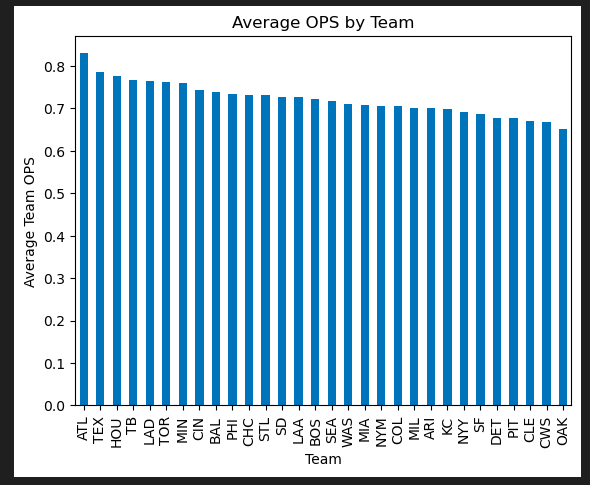 Average OPS by Team
Average Team OPS
0.8
0.7
0.6
0.5
0.4
0.3
0.2
0.1
0.0
ATL TEX HOU TB LAD TOR MIN CIN BAL PHI CHC STL SD LAA BOS SEA WAS MIA NYM COL MIL ARI KC NYY SF DET PIT CLE CWS OAK
Team